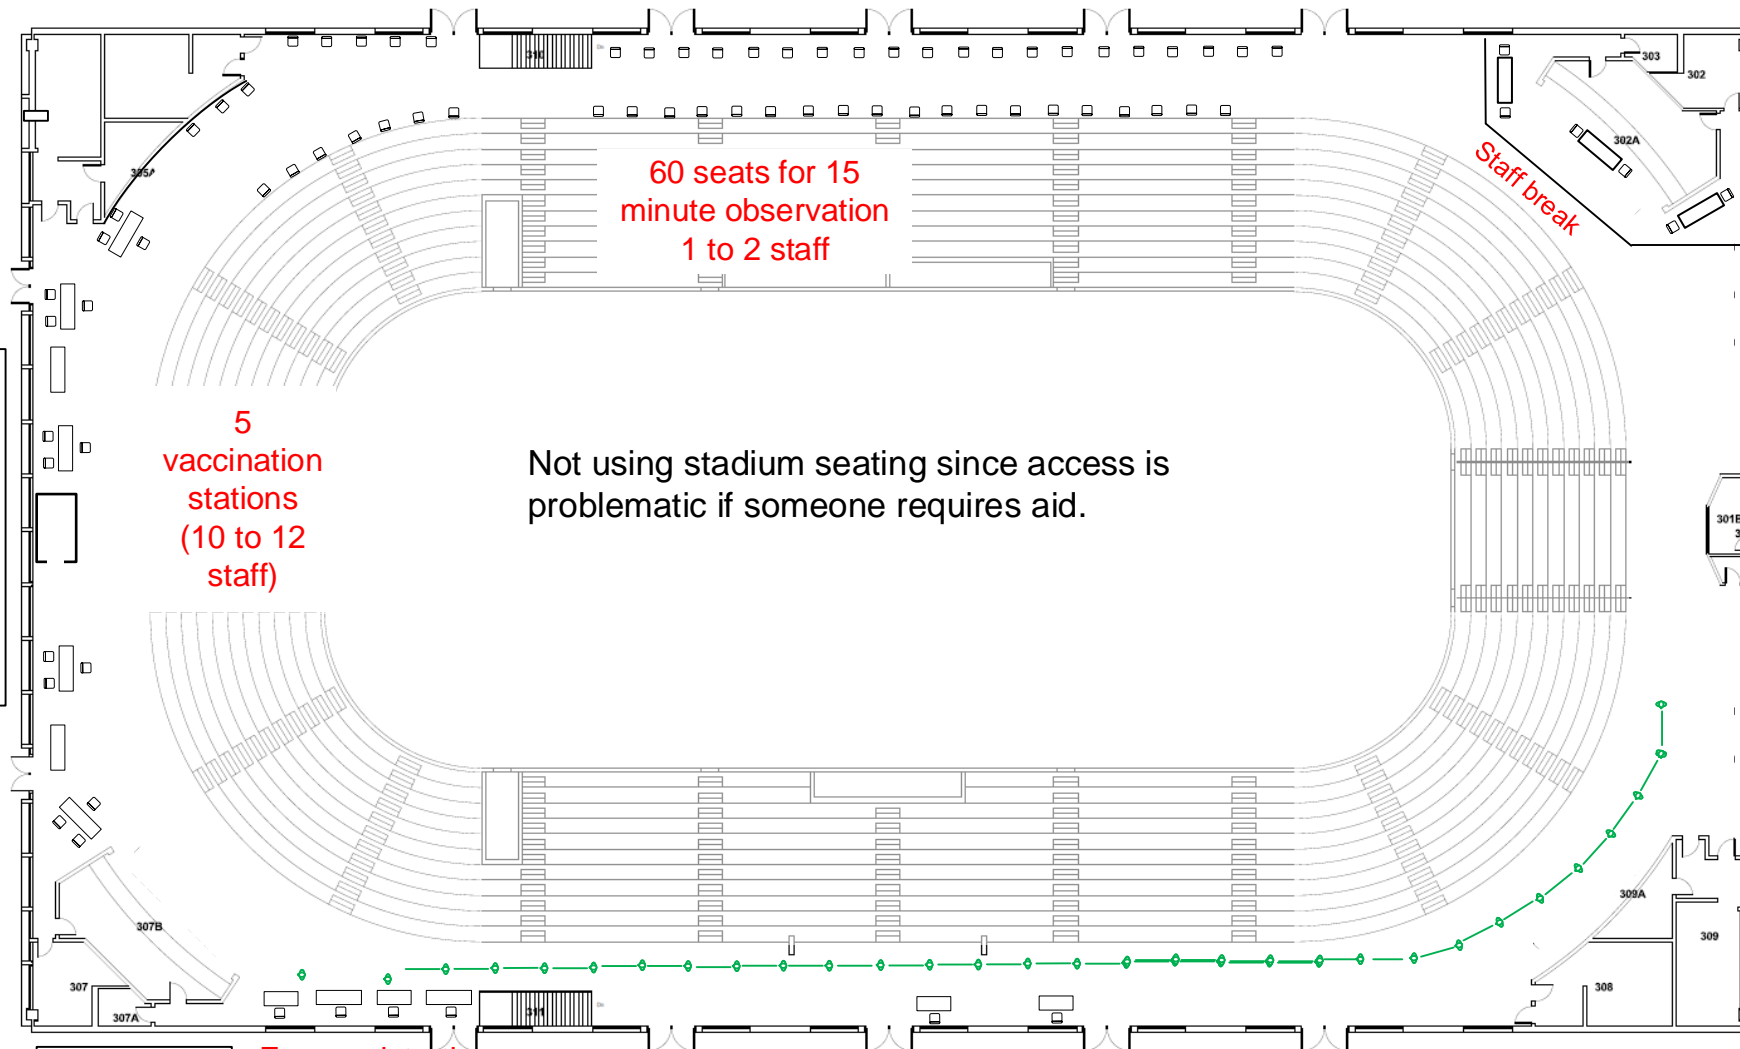 310
303
302
302A
305A
60 seats for 15
minute observation
1 to 2 staff
Staff break
5
vaccination
stations
(10 to 12
staff)
Not using stadium seating since access is
problematic if someone requires aid.
301B
307B
309A
309
307
307A
311
308